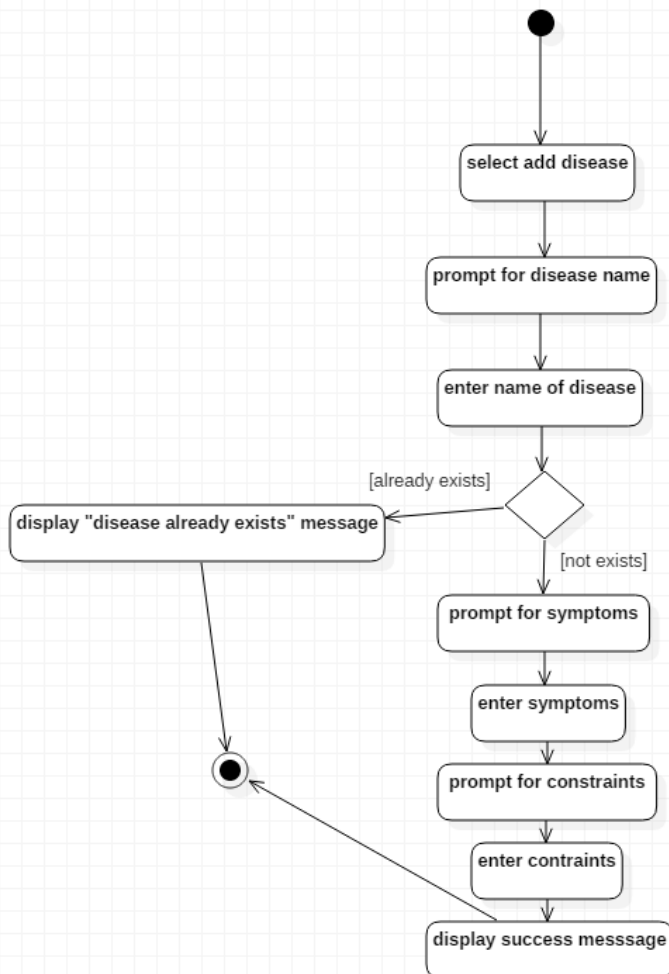 select add disease
prompt for disease name
enter name of disease
[already exists]
display "disease already exists" message
[not exists]
prompt for symptoms
enter symptoms
prompt for constraints
enter contraints
display success messsage